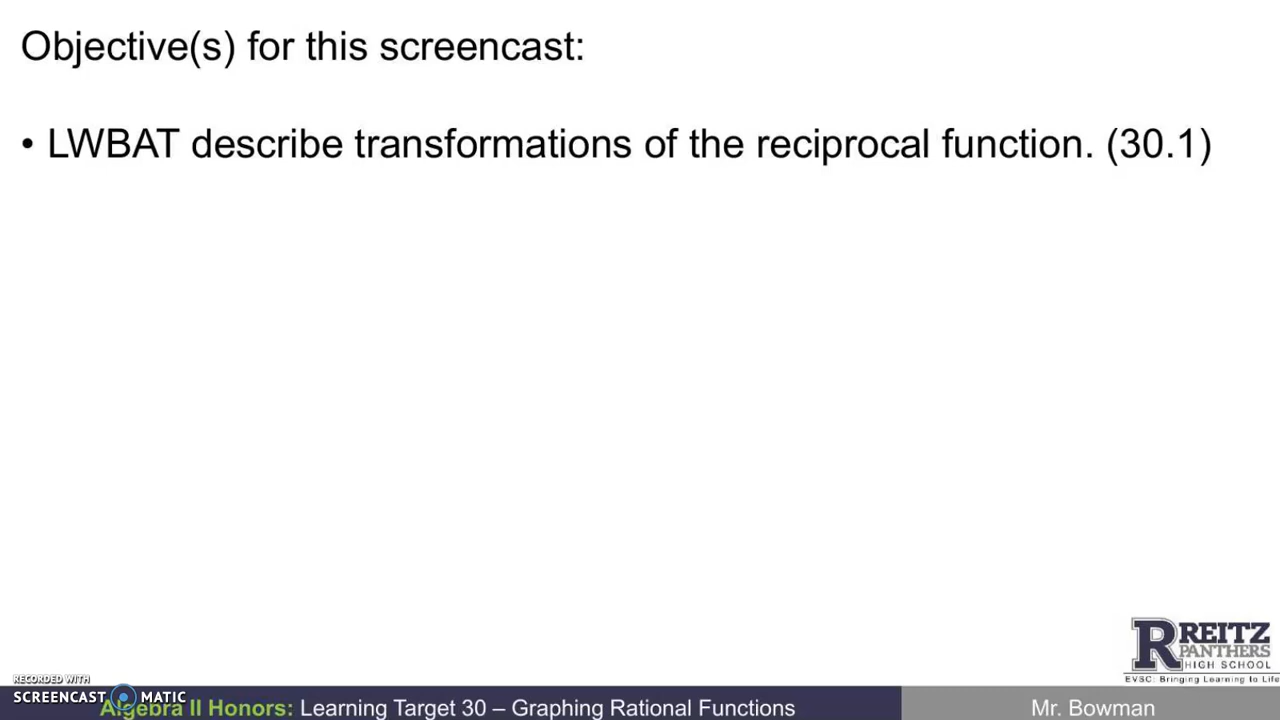 Objective(s) for this screencast:
• LWBAT describe transformations of the reciprocal function. (30.1)
REITZ
PANTHERS
HIGH SCHOOL
EVSC: Bringing Learning to Life
RECORDED WITH
SCREENCAST MATIC
Algebra II Honors: Learning Target 30 – Graphing Rational Functions
Mr. Bowman